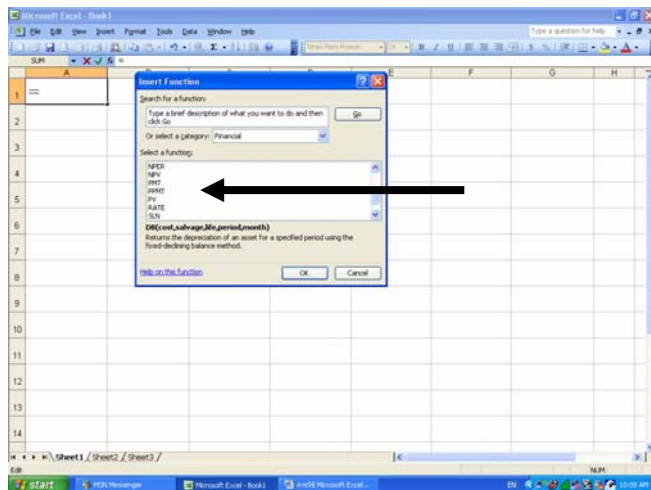 Microsoft Excel - Book1
File Edit View Insert Format Tools Data Window Help Type a question for help
Times New Roman
SUM =
A E F G H
1 =
2
3
4
5
6
7
8
9
10
11
12
13
14
Insert Function
Search for a function:
Type a brief description of what you want to do and then click Go
Go
Or select a category: Financial
Select a function:
NPER
NPV
PMT
PPMT
PV
RATE
SLN
DB(cost,salvage,life,period,month)
Returns the depreciation of an asset for a specified period using the
fixed-declining balance method.
Help on this function OK Cancel
Sheet1 Sheet2 Sheet3
Edit NUM
start MSN Messenger Microsoft Excel - Book1 EN